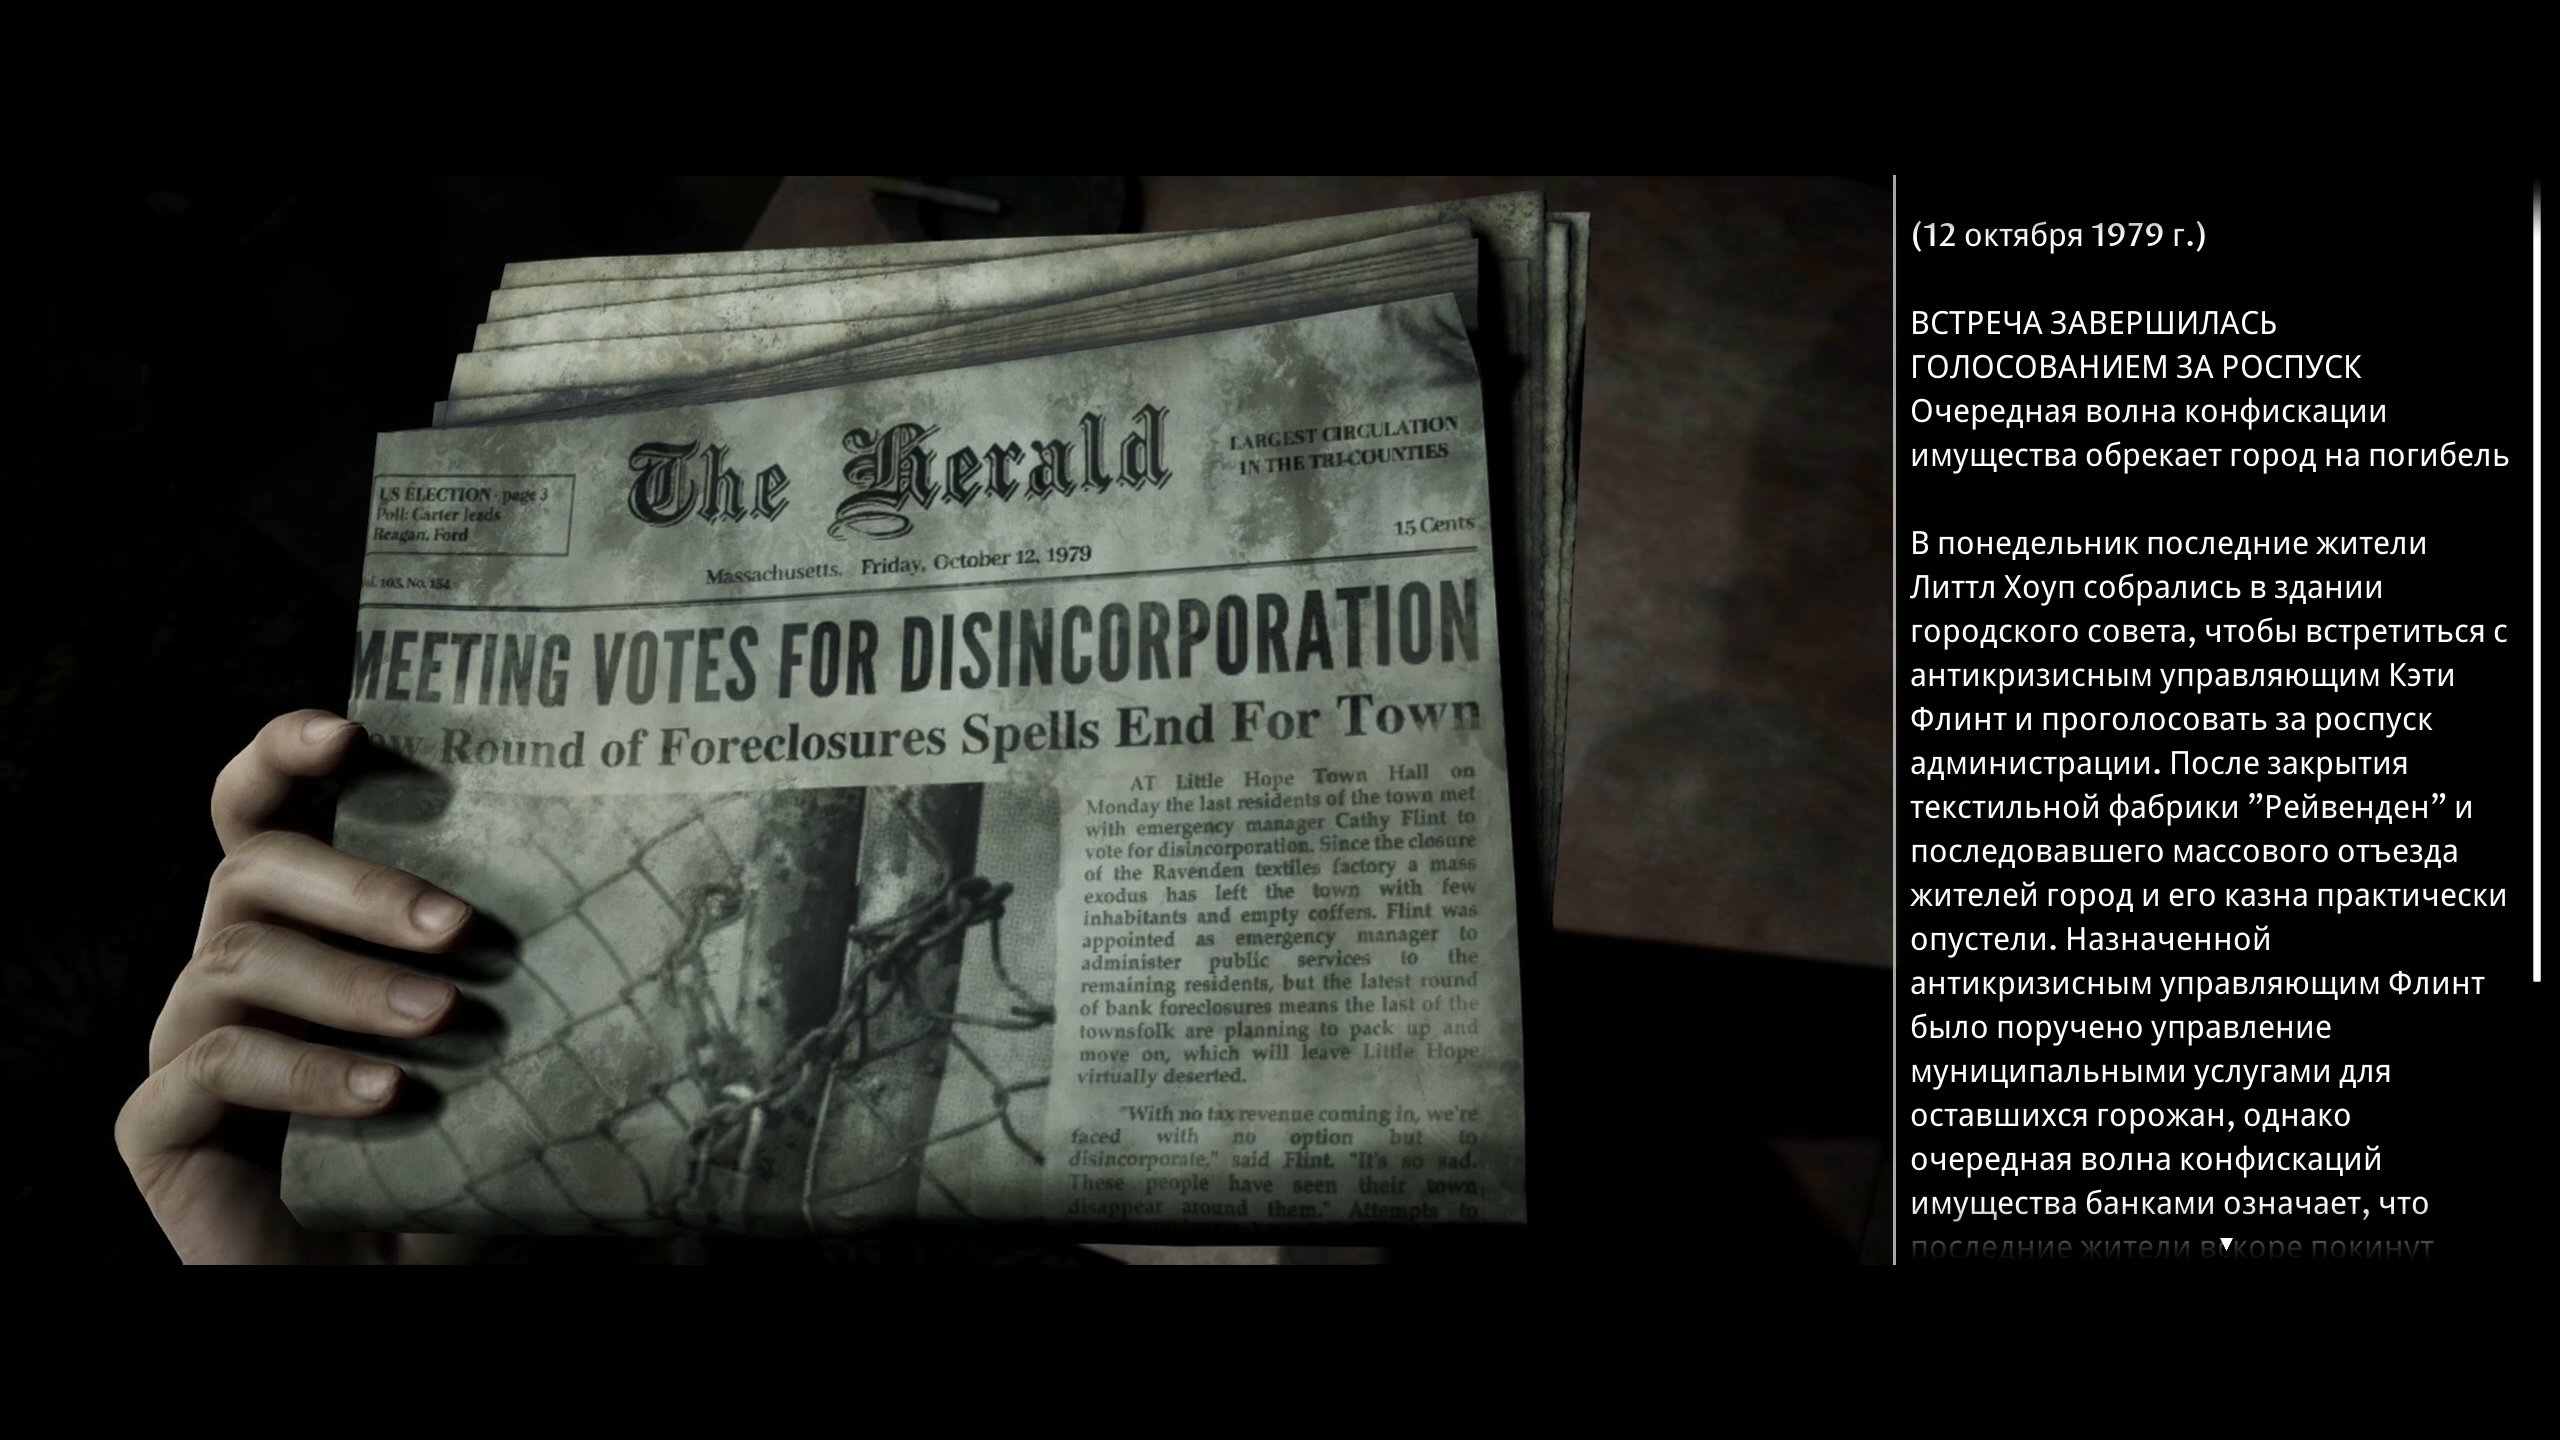 US ELECTION - page 3
Poll: Carter leads
Reagan, Ford
The Herald
LARGEST CIRCULATION
IN THE TRI-COUNTIES
15 Cents
Massachusetts, Friday, October 12, 1979
No. 154
MEETING VOTES FOR DISINCORPORATION
Round of Foreclosures Spells End For Town
AT Little Hope Town Hall on
Monday the last residents of the town met
with emergency manager Cathy Flint to
vote for disincorporation. Since the closure
of the Ravenden textiles factory a mass
exodus has left the town with few
inhabitants and empty coffers. Flint was
appointed as emergency manager to
administer public services to the
remaining residents, but the latest round
of bank foreclosures means the last of the
townsfolk are planning to pack up and
move on, which will leave Little Hope
virtually deserted.
"With no tax revenue coming in, we're
faced with no option but to
disincorporate," said Flint. "It's so sad.
These people have seen their town
disappear around them." Attempts to
(12 октября 1979 г.)
ВСТРЕЧА ЗАВЕРШИЛАСЬ
ГОЛОСОВАНИЕМ ЗА РОСПУСК
Очередная волна конфискации
имущества обрекает город на погибель
В понедельник последние жители
Литтл Хоуп собрались в здании
городского совета, чтобы встретиться с
антикризисным управляющим Кэти
Флинт и проголосовать за роспуск
администрации. После закрытия
текстильной фабрики ”Рейвенден” и
последовавшего массового отъезда
жителей город и его казна практически
опустели. Назначенной
антикризисным управляющим Флинт
было поручено управление
муниципальными услугами для
оставшихся горожан, однако
очередная волна конфискаций
имущества банками означает, что
последние жители вскоре покинут